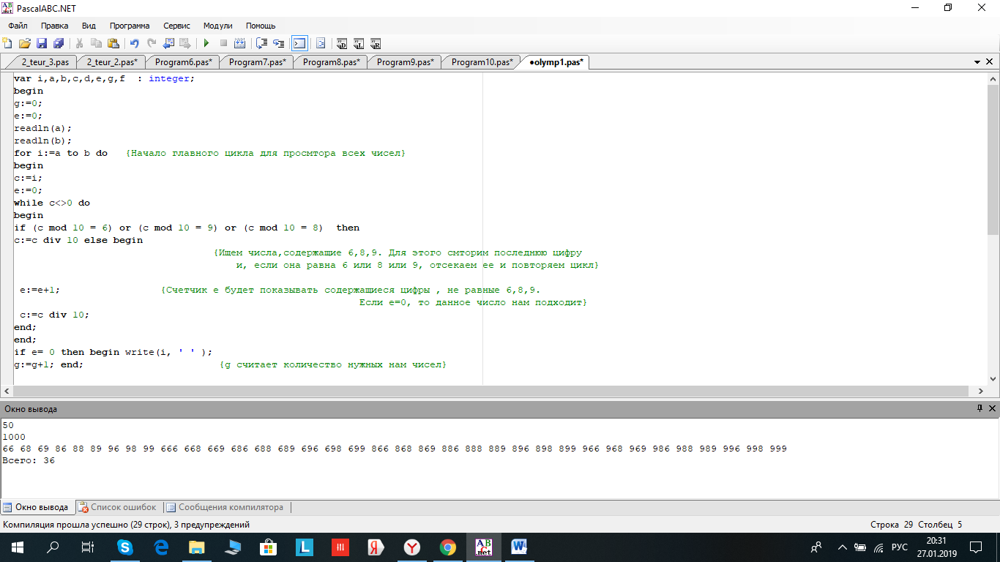 PascalABC.NET
Файл Правка Вид Программа Сервис Модули Помощь
2_teur_3.pas 2_teur_2.pas* Program6.pas* Program7.pas* Program8.pas* Program9.pas* Program10.pas* •olymp1.pas*
var i,a,b,c,d,e,g,f : integer;
begin
g:=0;
e:=0;
readln(a);
readln(b);
for i:=a to b do {Начало главного цикла для просмтора всех чисел}
begin
c:=i;
e:=0;
while c<>0 do
begin
if (c mod 10 = 6) or (c mod 10 = 9) or (c mod 10 = 8) then
c:=c div 10 else begin
{Ищем числа,содержащие 6,8,9. Для этого смторим последнюю цифру
и, если она равна 6 или 8 или 9, отсекаем ее и повторяем цикл}
e:=e+1; {Счетчик e будет показывать содержащиеся цифры , не равные 6,8,9.
Если e=0, то данное число нам подходит}
c:=c div 10;
end;
end;
if e= 0 then begin write(i, ' ' );
g:=g+1; end; {g считает количество нужных нам чисел}
Окно вывода
50
1000
66 68 69 86 88 89 96 98 99 666 668 669 686 688 689 696 698 699 866 868 869 886 888 889 896 898 899 966 968 969 986 988 989 996 998 999
Всего: 36
Окно вывода Список ошибок Сообщения компилятора
Компиляция прошла успешно (29 строк), 3 предупреждений Строка 29 Столбец 5
РУС 20:31
27.01.2019